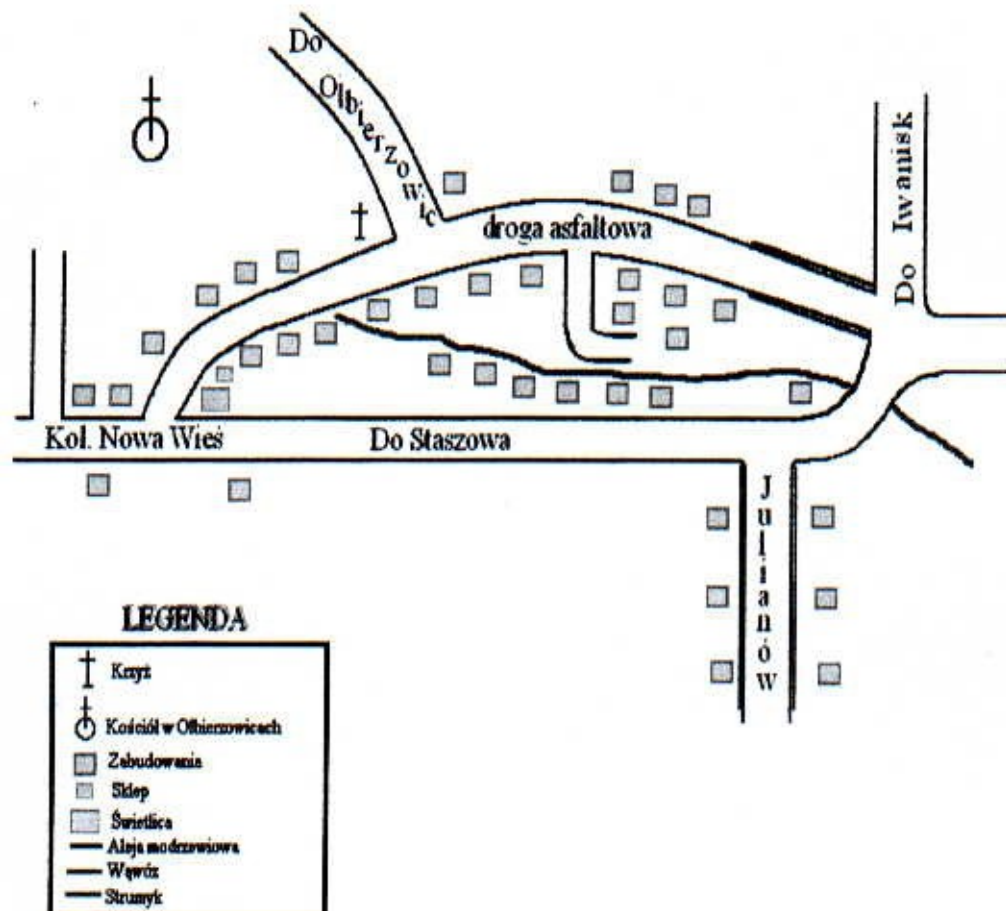 Do Olbierzowic
droga asfaltowa
Do Iwanisk
Kol. Nowa Wieś
Do Staszowa
Julianów
LEGENDA
Krzyż
Kościół w Olbierzowicach
Zabudowania
Sklep
Świetlica
Aleja modrzewiowa
Wąwóz
Strumyk